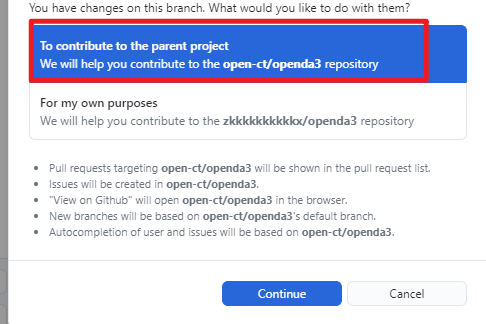 You have changes on this branch. What would you like to do with them?
To contribute to the parent project
We will help you contribute to the open-ct/openda3 repository
For my own purposes
We will help you contribute to the zkkkkkkkkkkx/openda3 repository
Pull requests targeting open-ct/openda3 will be shown in the pull request list.
Issues will be created in open-ct/openda3.
"View on Github" will open open-ct/openda3 in the browser.
New branches will be based on open-ct/openda3's default branch.
Autocompletion of user and issues will be based on open-ct/openda3.
Continue
Cancel